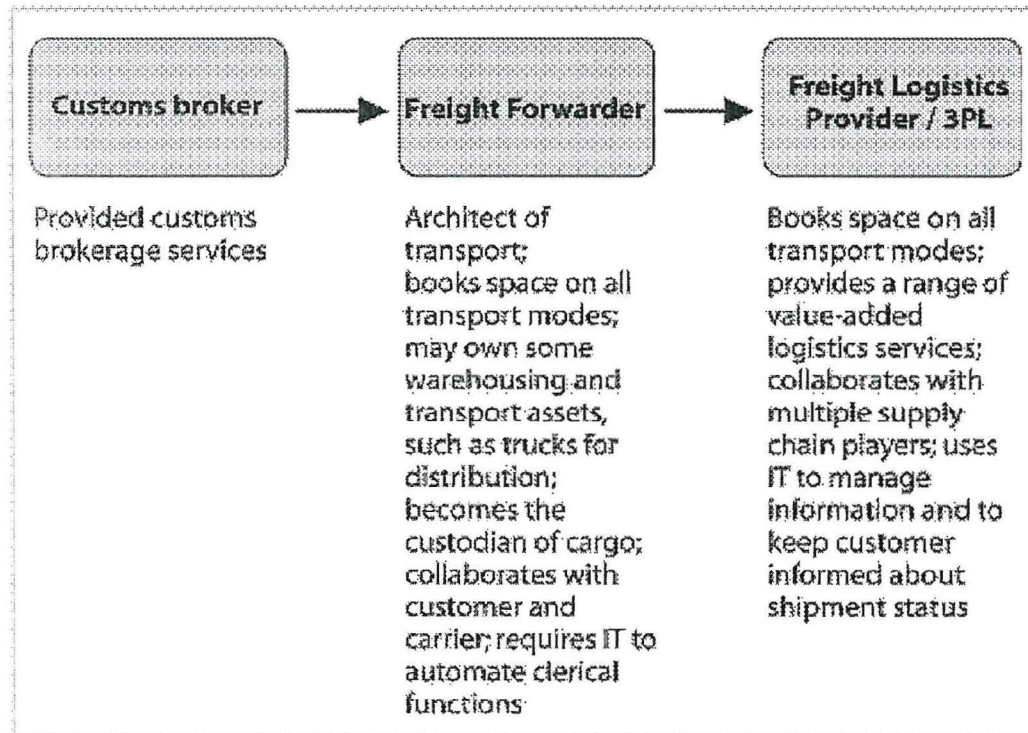 Customs broker
Freight Forwarder
Freight Logistics
Provider / 3PL
Provided customs
brokerage services
Architect of
transport;
books space on all
transport modes;
may own some
warehousing and
transport assets,
such as trucks for
distribution;
becomes the
custodian of cargo;
collaborates with
customer and
carrier; requires IT to
automate clerical
functions
Books space on all
transport modes;
provides a range of
value-added
logistics services;
collaborates with
multiple supply
chain players; uses
IT to manage
information and to
keep customer
informed about
shipment status